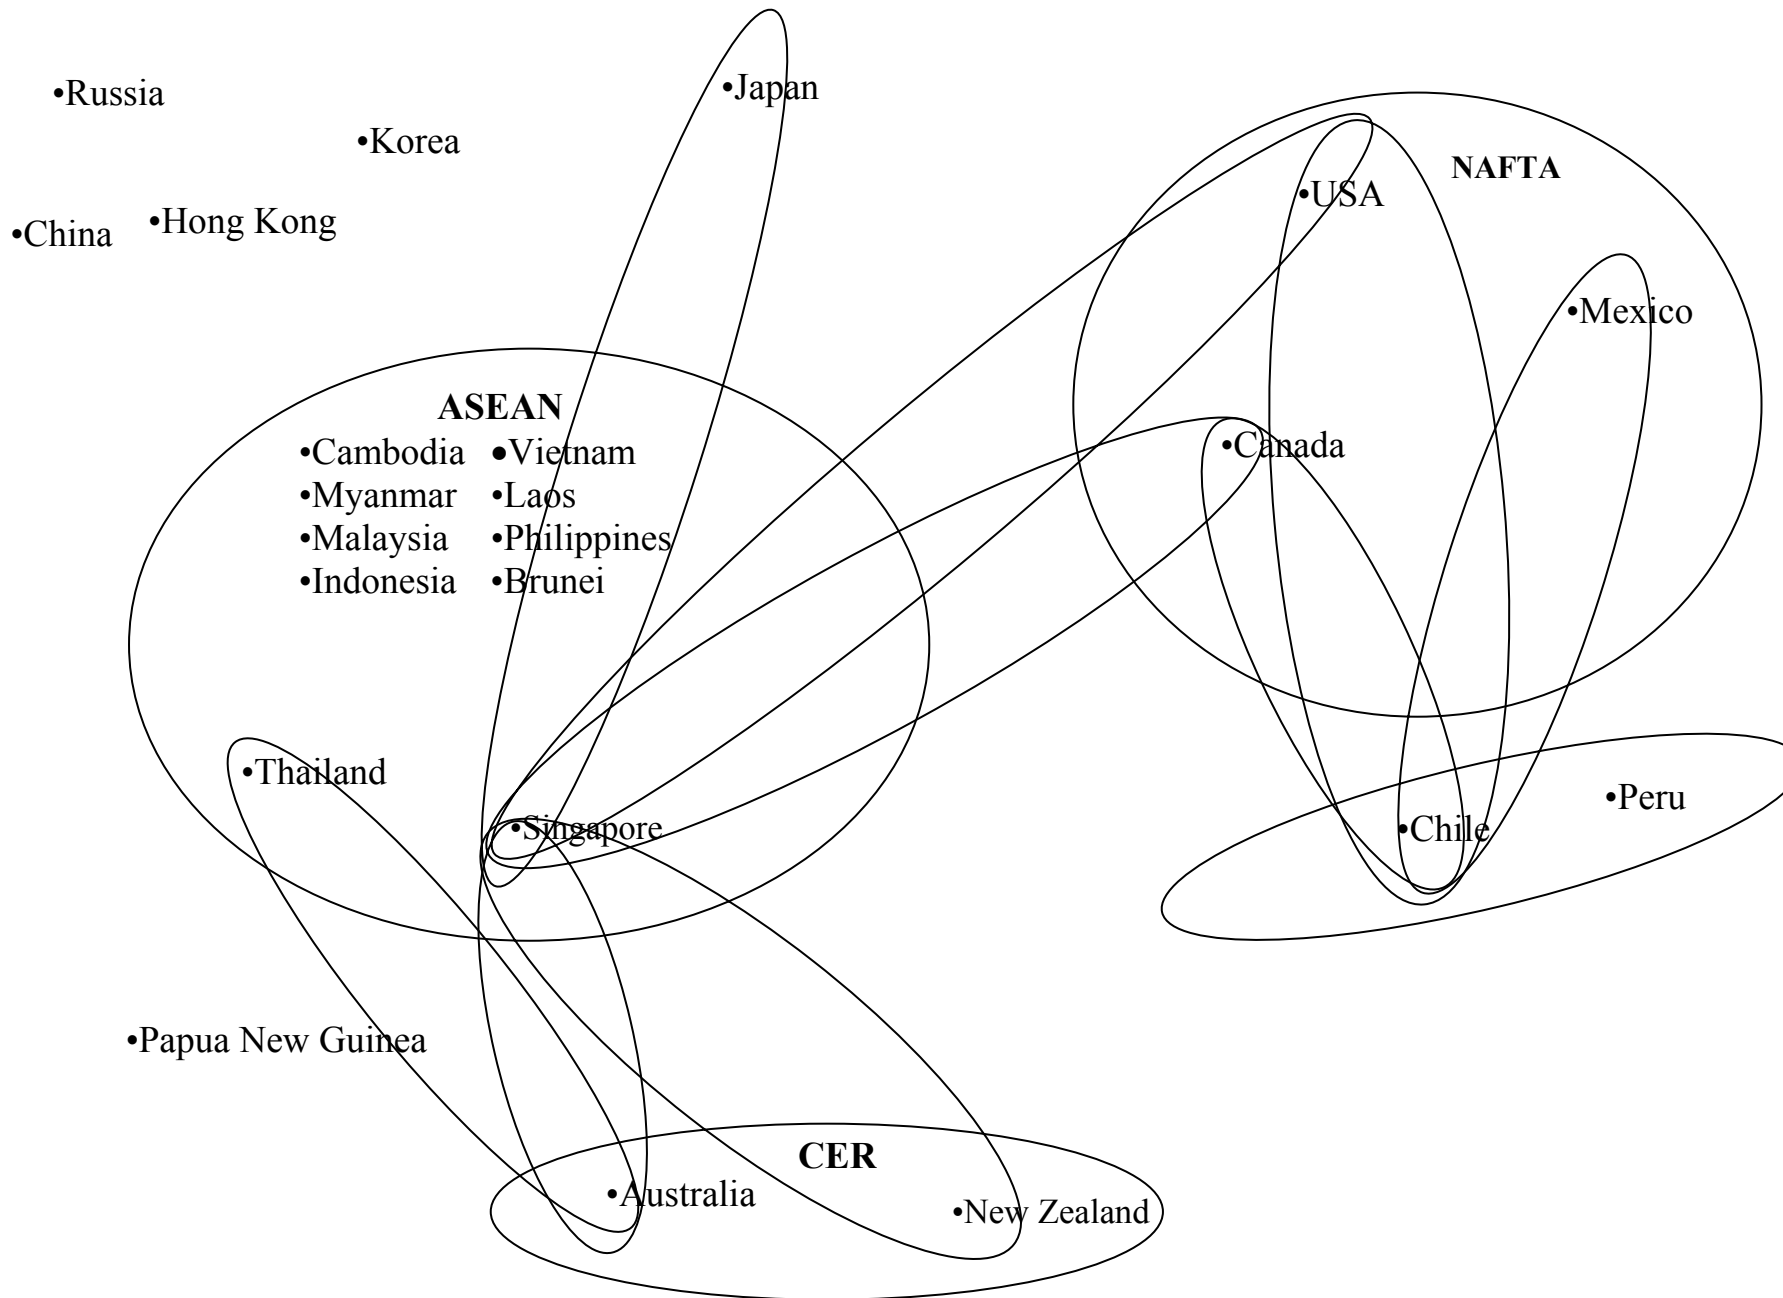 •Japan
•Russia
•Korea
NAFTA
•USA
•China
•Hong Kong
•Mexico
ASEAN
•Cambodia •Vietnam
•Myanmar •Laos
•Malaysia •Philippines
•Indonesia •Brunei
•Canada
•Thailand
•Singapore
•Peru
•Chile
•Papua New Guinea
CER
•Australia
•New Zealand